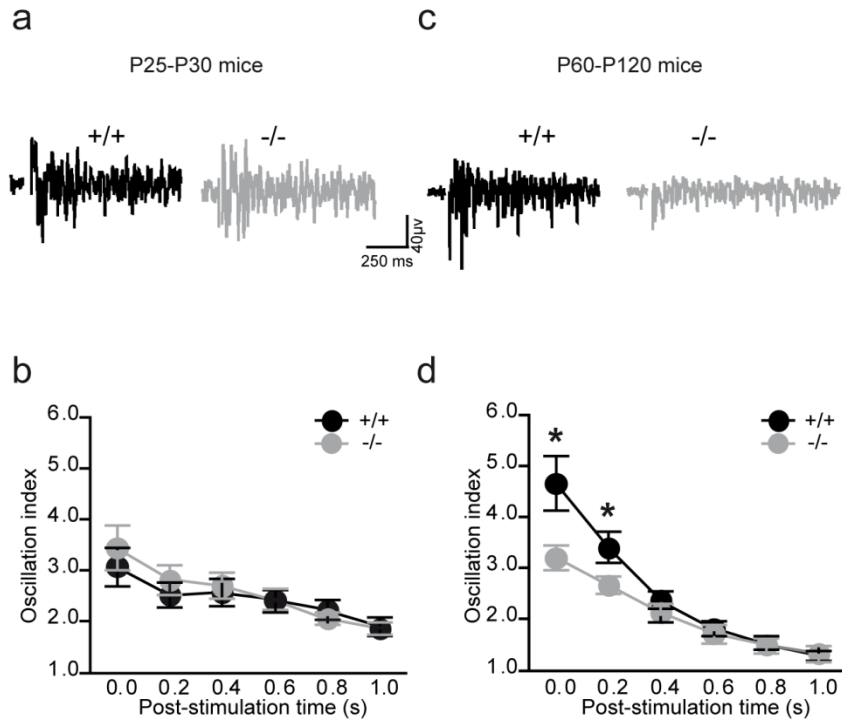 a
P25-P30 mice
+/+
-/-
40µv
250 ms
c
P60-P120 mice
+/+
-/-
b
6.0
5.0
4.0
3.0
2.0
1.0
Oscillation index
+/+
-/-
0.0 0.2 0.4 0.6 0.8 1.0
Post-stimulation time (s)
d
6.0
5.0
4.0
3.0
2.0
1.0
Oscillation index
+/+
-/-
*
*
0.0 0.2 0.4 0.6 0.8 1.0
Post-stimulation time (s)